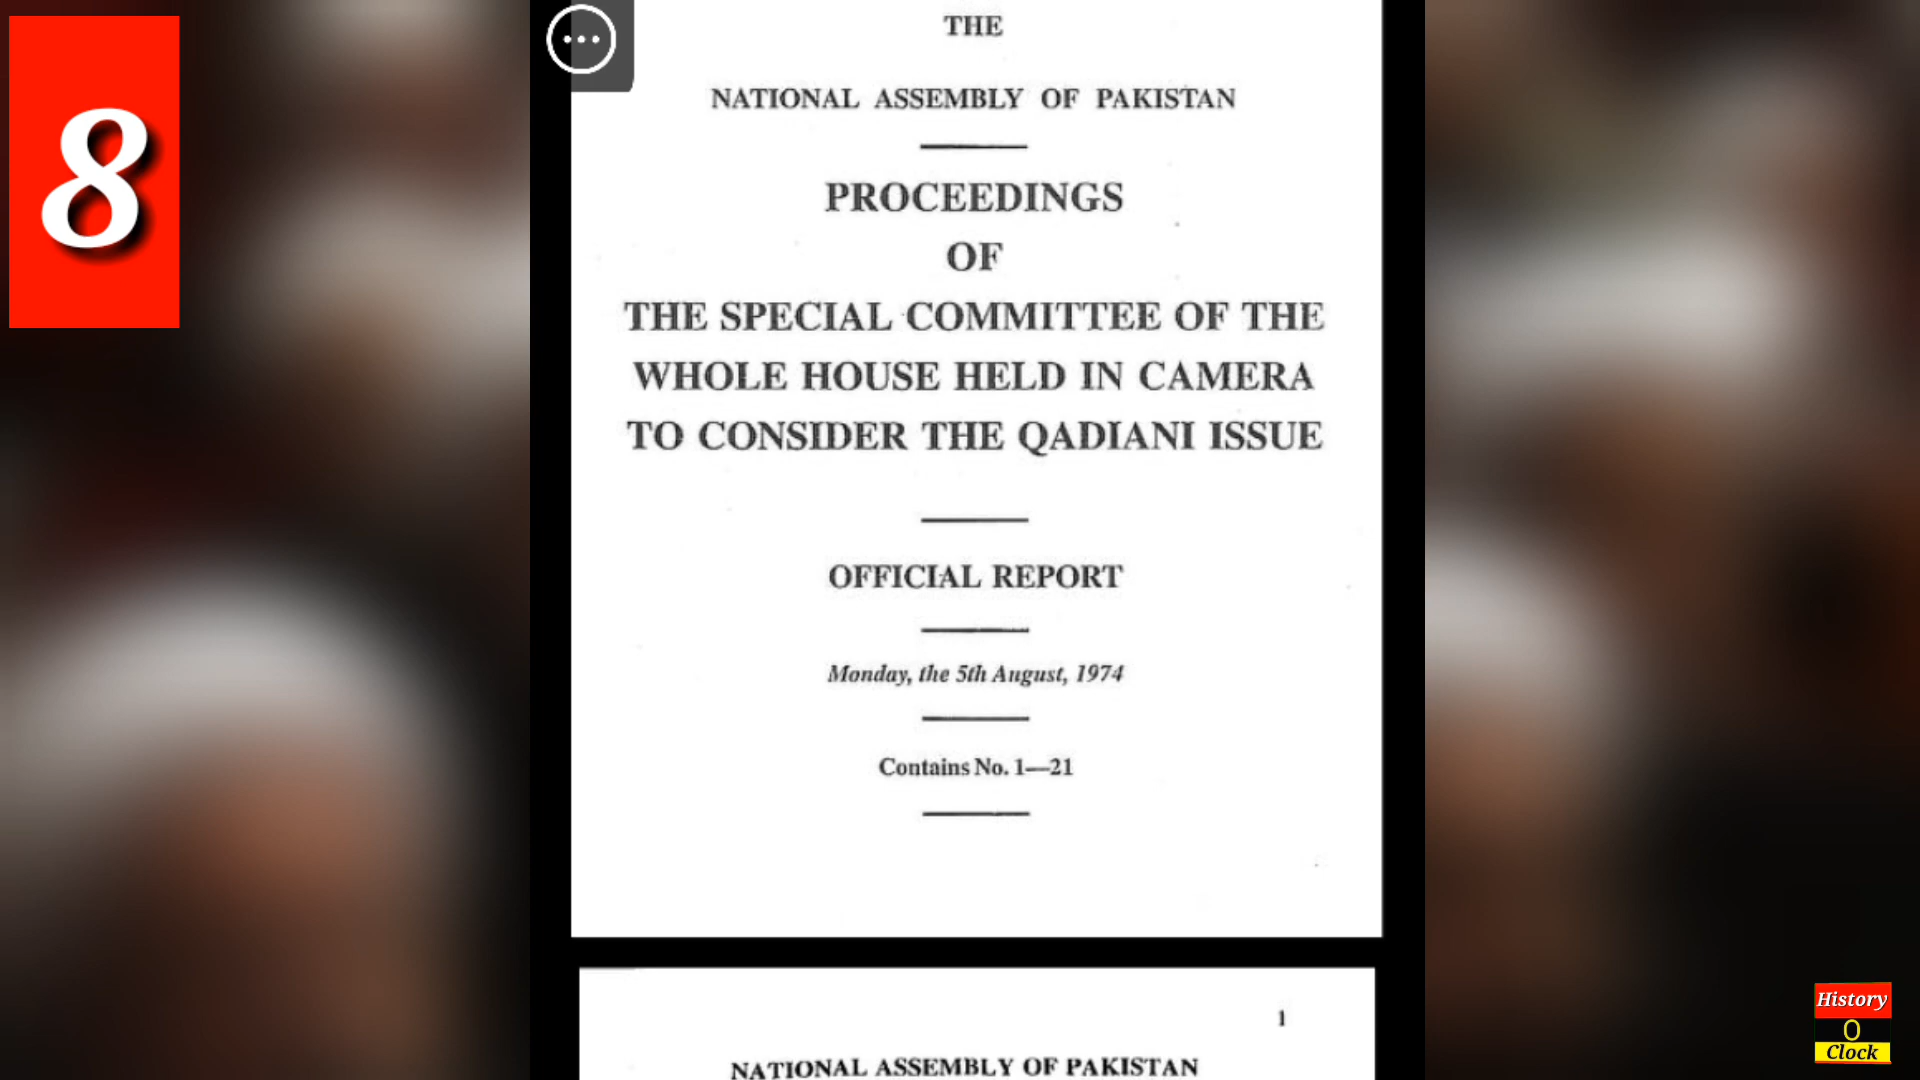 8
THE
NATIONAL ASSEMBLY OF PAKISTAN
PROCEEDINGS
OF
THE SPECIAL COMMITTEE OF THE
WHOLE HOUSE HELD IN CAMERA
TO CONSIDER THE QADIANI ISSUE
OFFICIAL REPORT
Monday, the 5th August, 1974
Contains No. 1—21
1
NATIONAL ASSEMBLY OF PAKISTAN
History
O
Clock